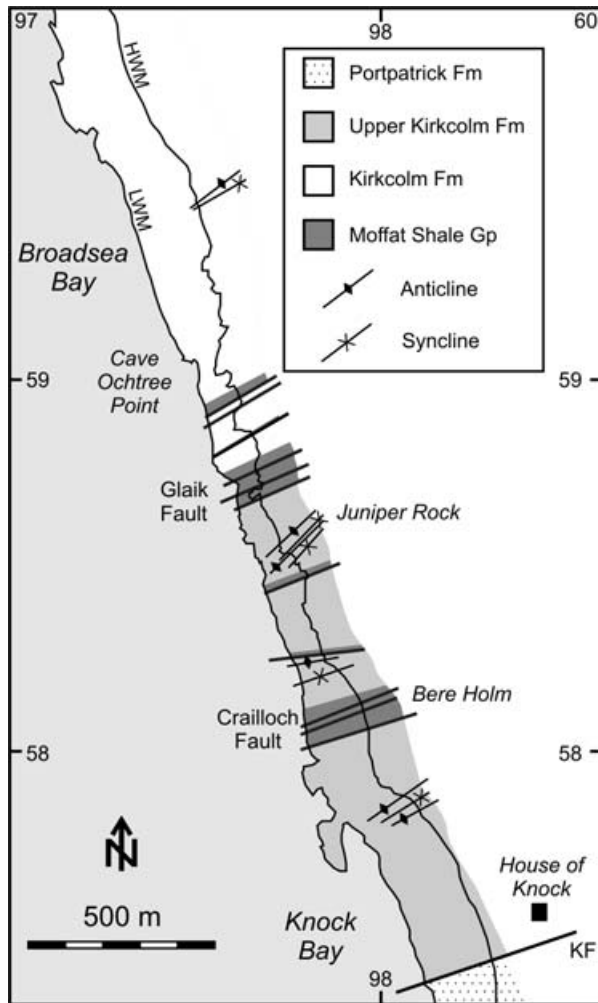 97
98
60
Portpatrick Fm
Upper Kirkcolm Fm
Kirkcolm Fm
Moffat Shale Gp
Anticline
Syncline
HWM
LWM
Broadsea
Bay
Cave
Ochtree
Point
59
59
Glaik
Fault
Juniper Rock
Bere Holm
Crailloch
Fault
58
58
N
500 m
House of
Knock
Knock
Bay
KF
98